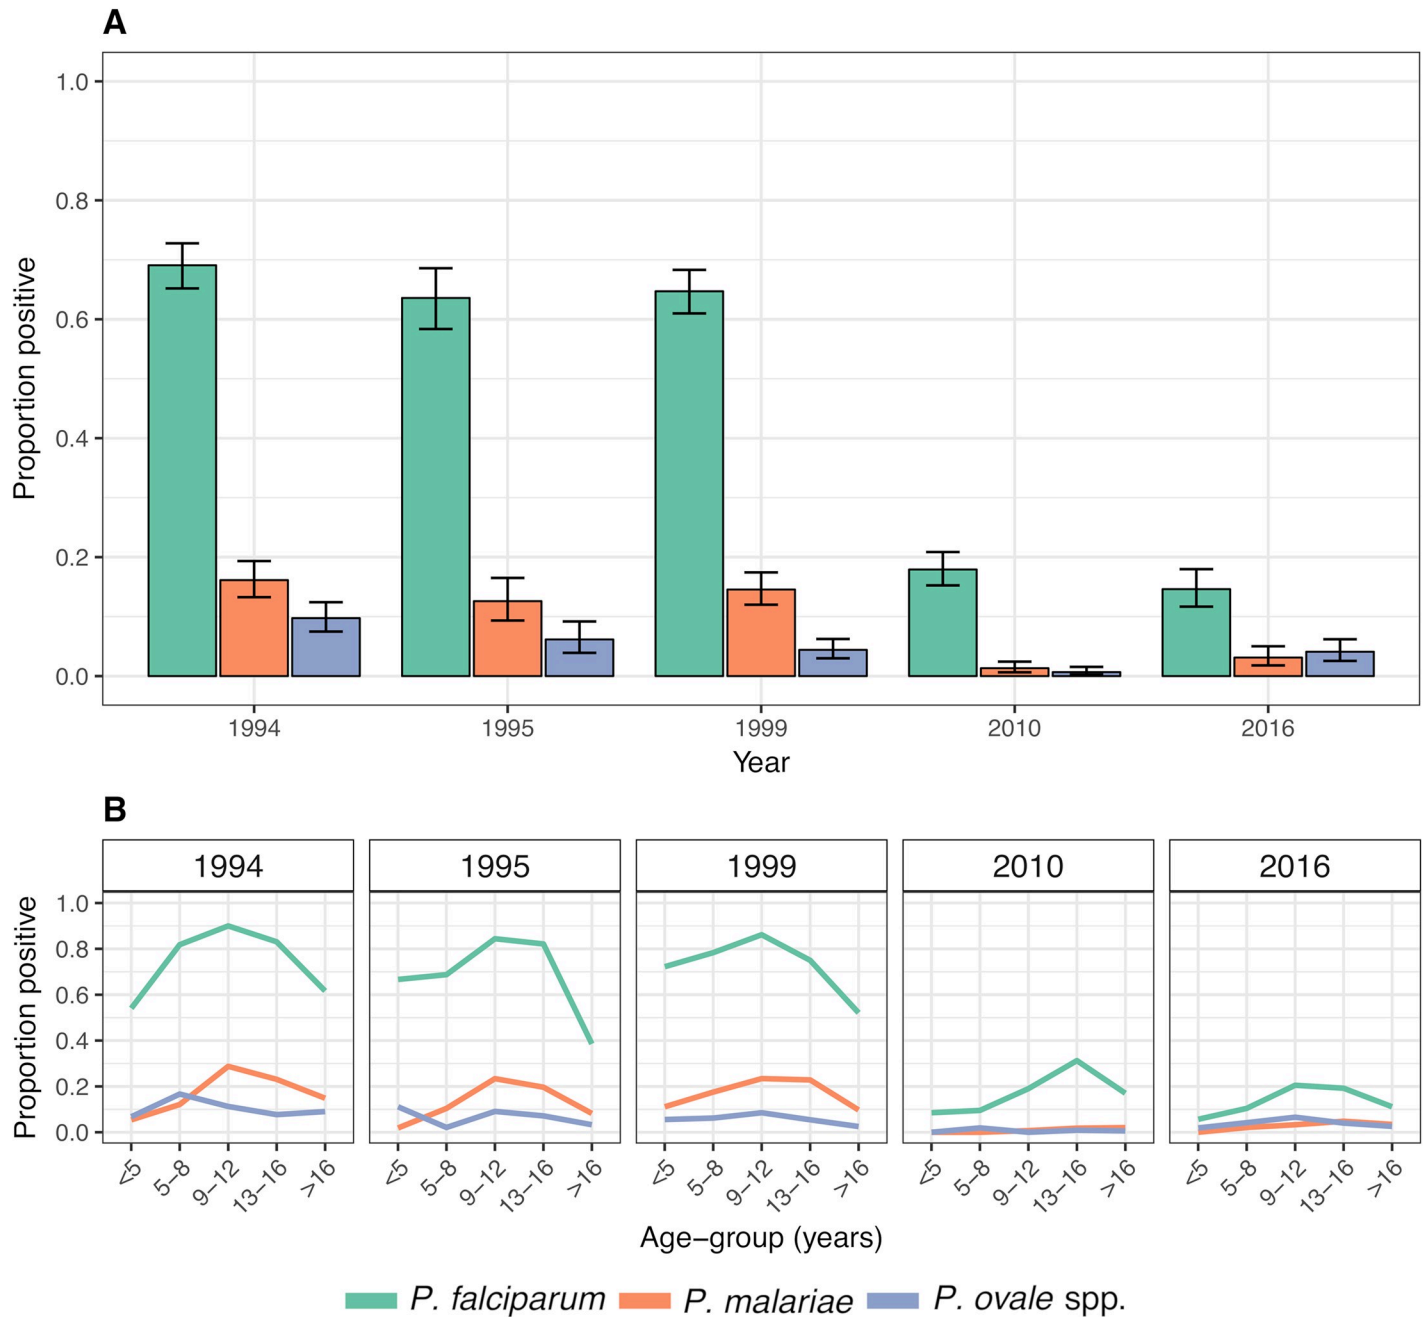 A
Proportion positive
1.0
0.8
0.6
0.4
0.2
0.0
1994 1995 1999 2010 2016
Year
B
1994 1995 1999 2010 2016
Proportion positive
1.0
0.8
0.6
0.4
0.2
0.0
<5 5–8 9–12 13–16 >16 <5 5–8 9–12 13–16 >16 <5 5–8 9–12 13–16 >16 <5 5–8 9–12 13–16 >16 <5 5–8 9–12 13–16 >16
Age–group (years)
P. falciparum P. malariae P. ovale spp.